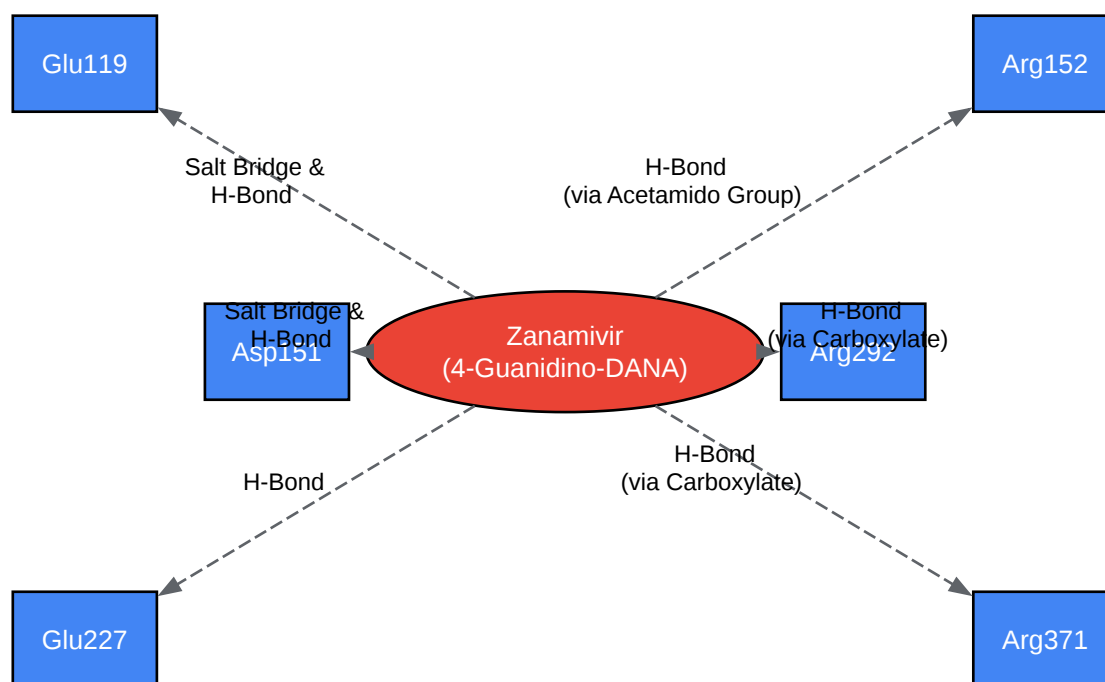 Glu119
Arg152
Salt Bridge &
H-Bond
H-Bond
(via Acetamido Group)
Salt Bridge &
H-Bond
Asp151
Zanamivir
(4-Guanidino-DANA)
H-Bond
(via Carboxylate)
Arg292
H-Bond
H-Bond
(via Carboxylate)
Glu227
Arg371